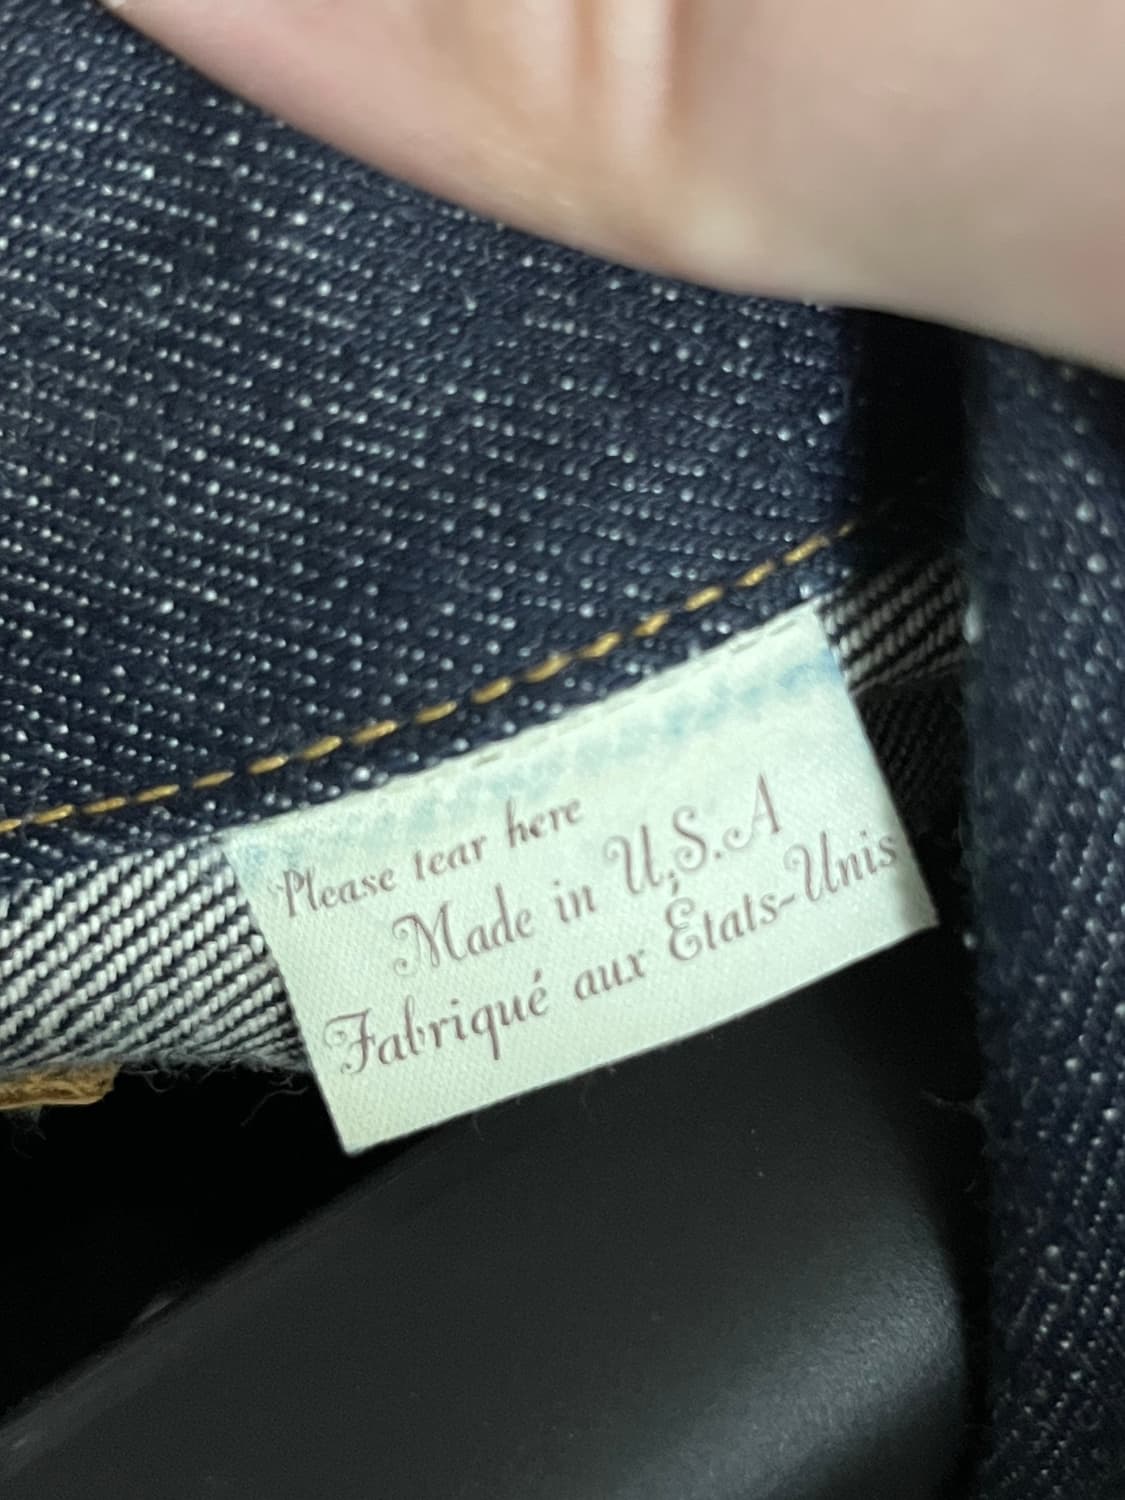 Please tear here
Made in U.S.A
Fabriqué aux États-Unis